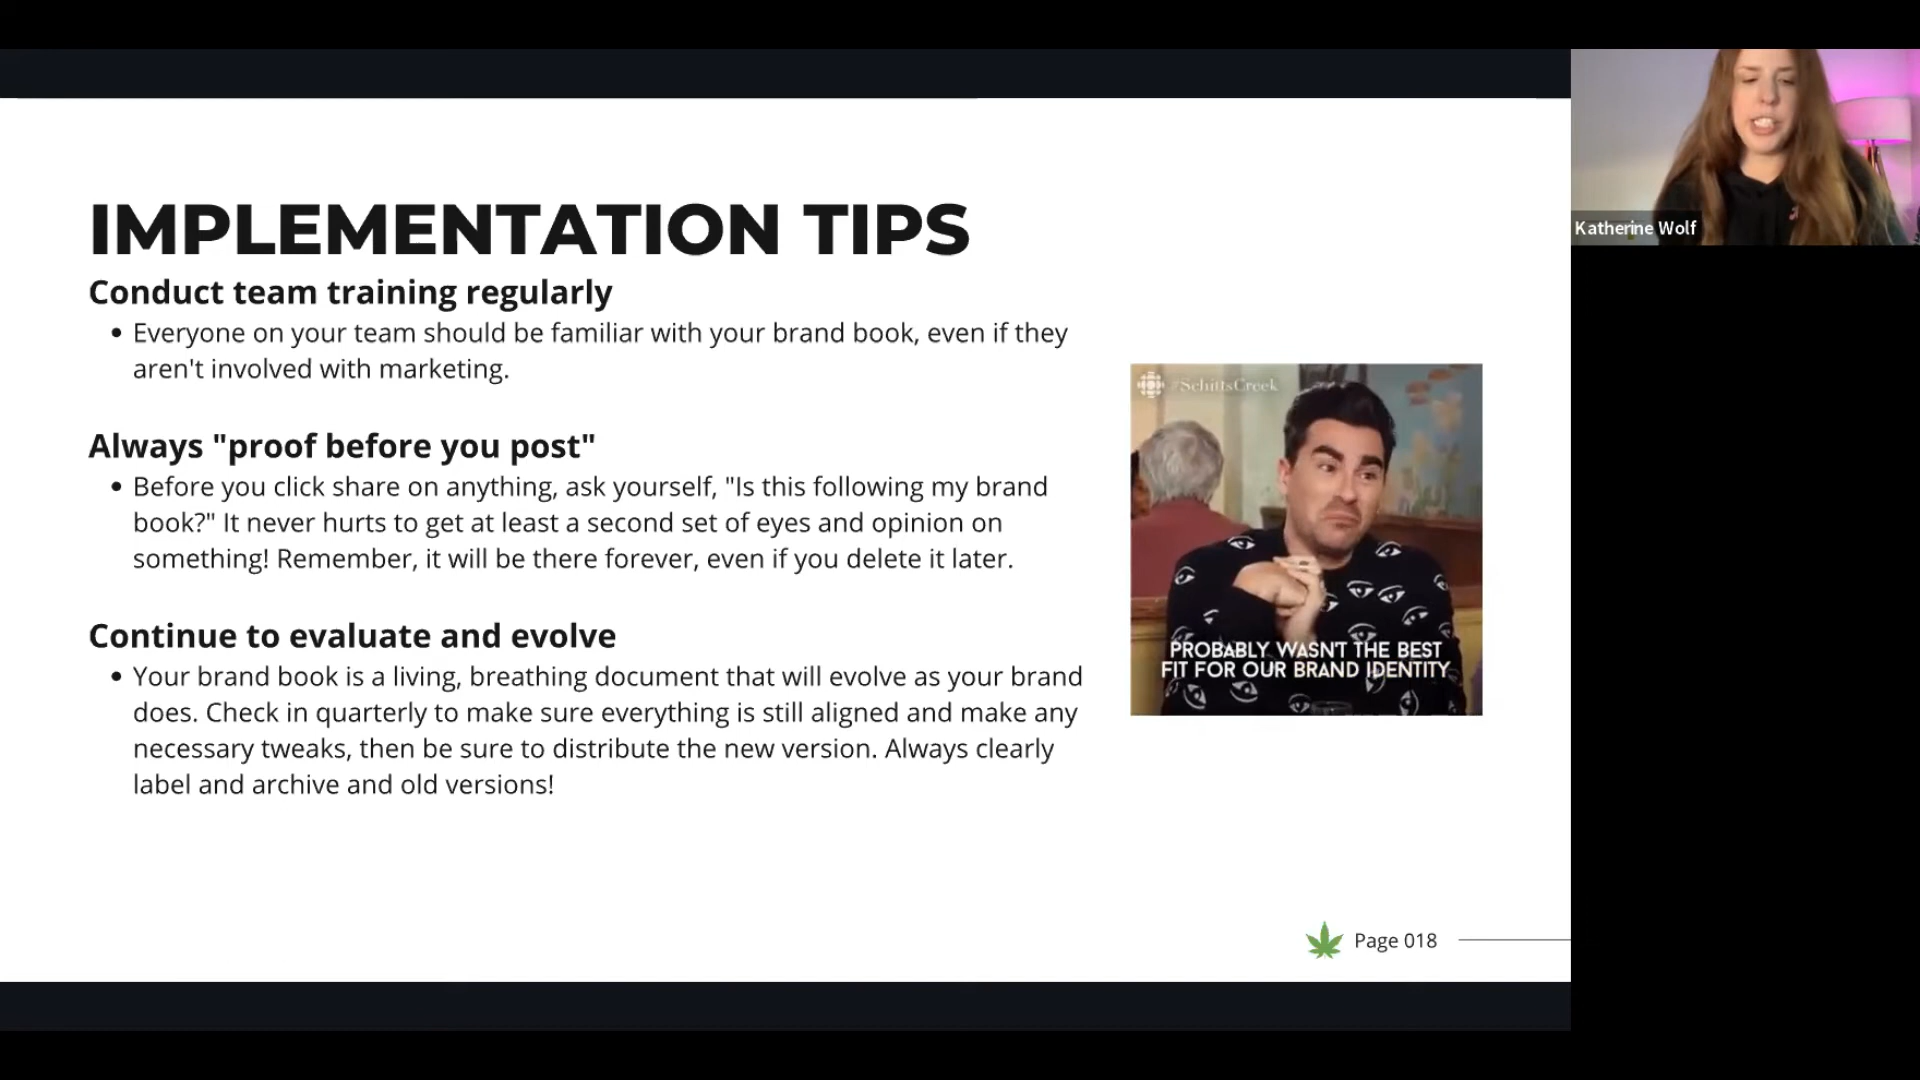 IMPLEMENTATION TIPS
Conduct team training regularly
• Everyone on your team should be familiar with your brand book, even if they
aren't involved with marketing.
Always "proof before you post"
• Before you click share on anything, ask yourself, "Is this following my brand
book?" It never hurts to get at least a second set of eyes and opinion on
something! Remember, it will be there forever, even if you delete it later.
Continue to evaluate and evolve
• Your brand book is a living, breathing document that will evolve as your brand
does. Check in quarterly to make sure everything is still aligned and make any
necessary tweaks, then be sure to distribute the new version. Always clearly
label and archive and old versions!
#SchittsCreek
PROBABLY WASN'T THE BEST
FIT FOR OUR BRAND IDENTITY
Page 018
Katherine Wolf